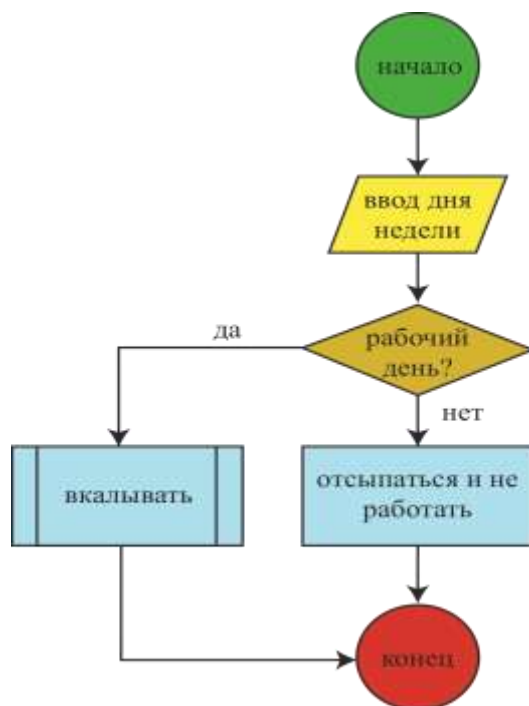 начало
ввод дня
недели
да
рабочий
день?
нет
вкалывать
отсыпаться и не
работать
конец